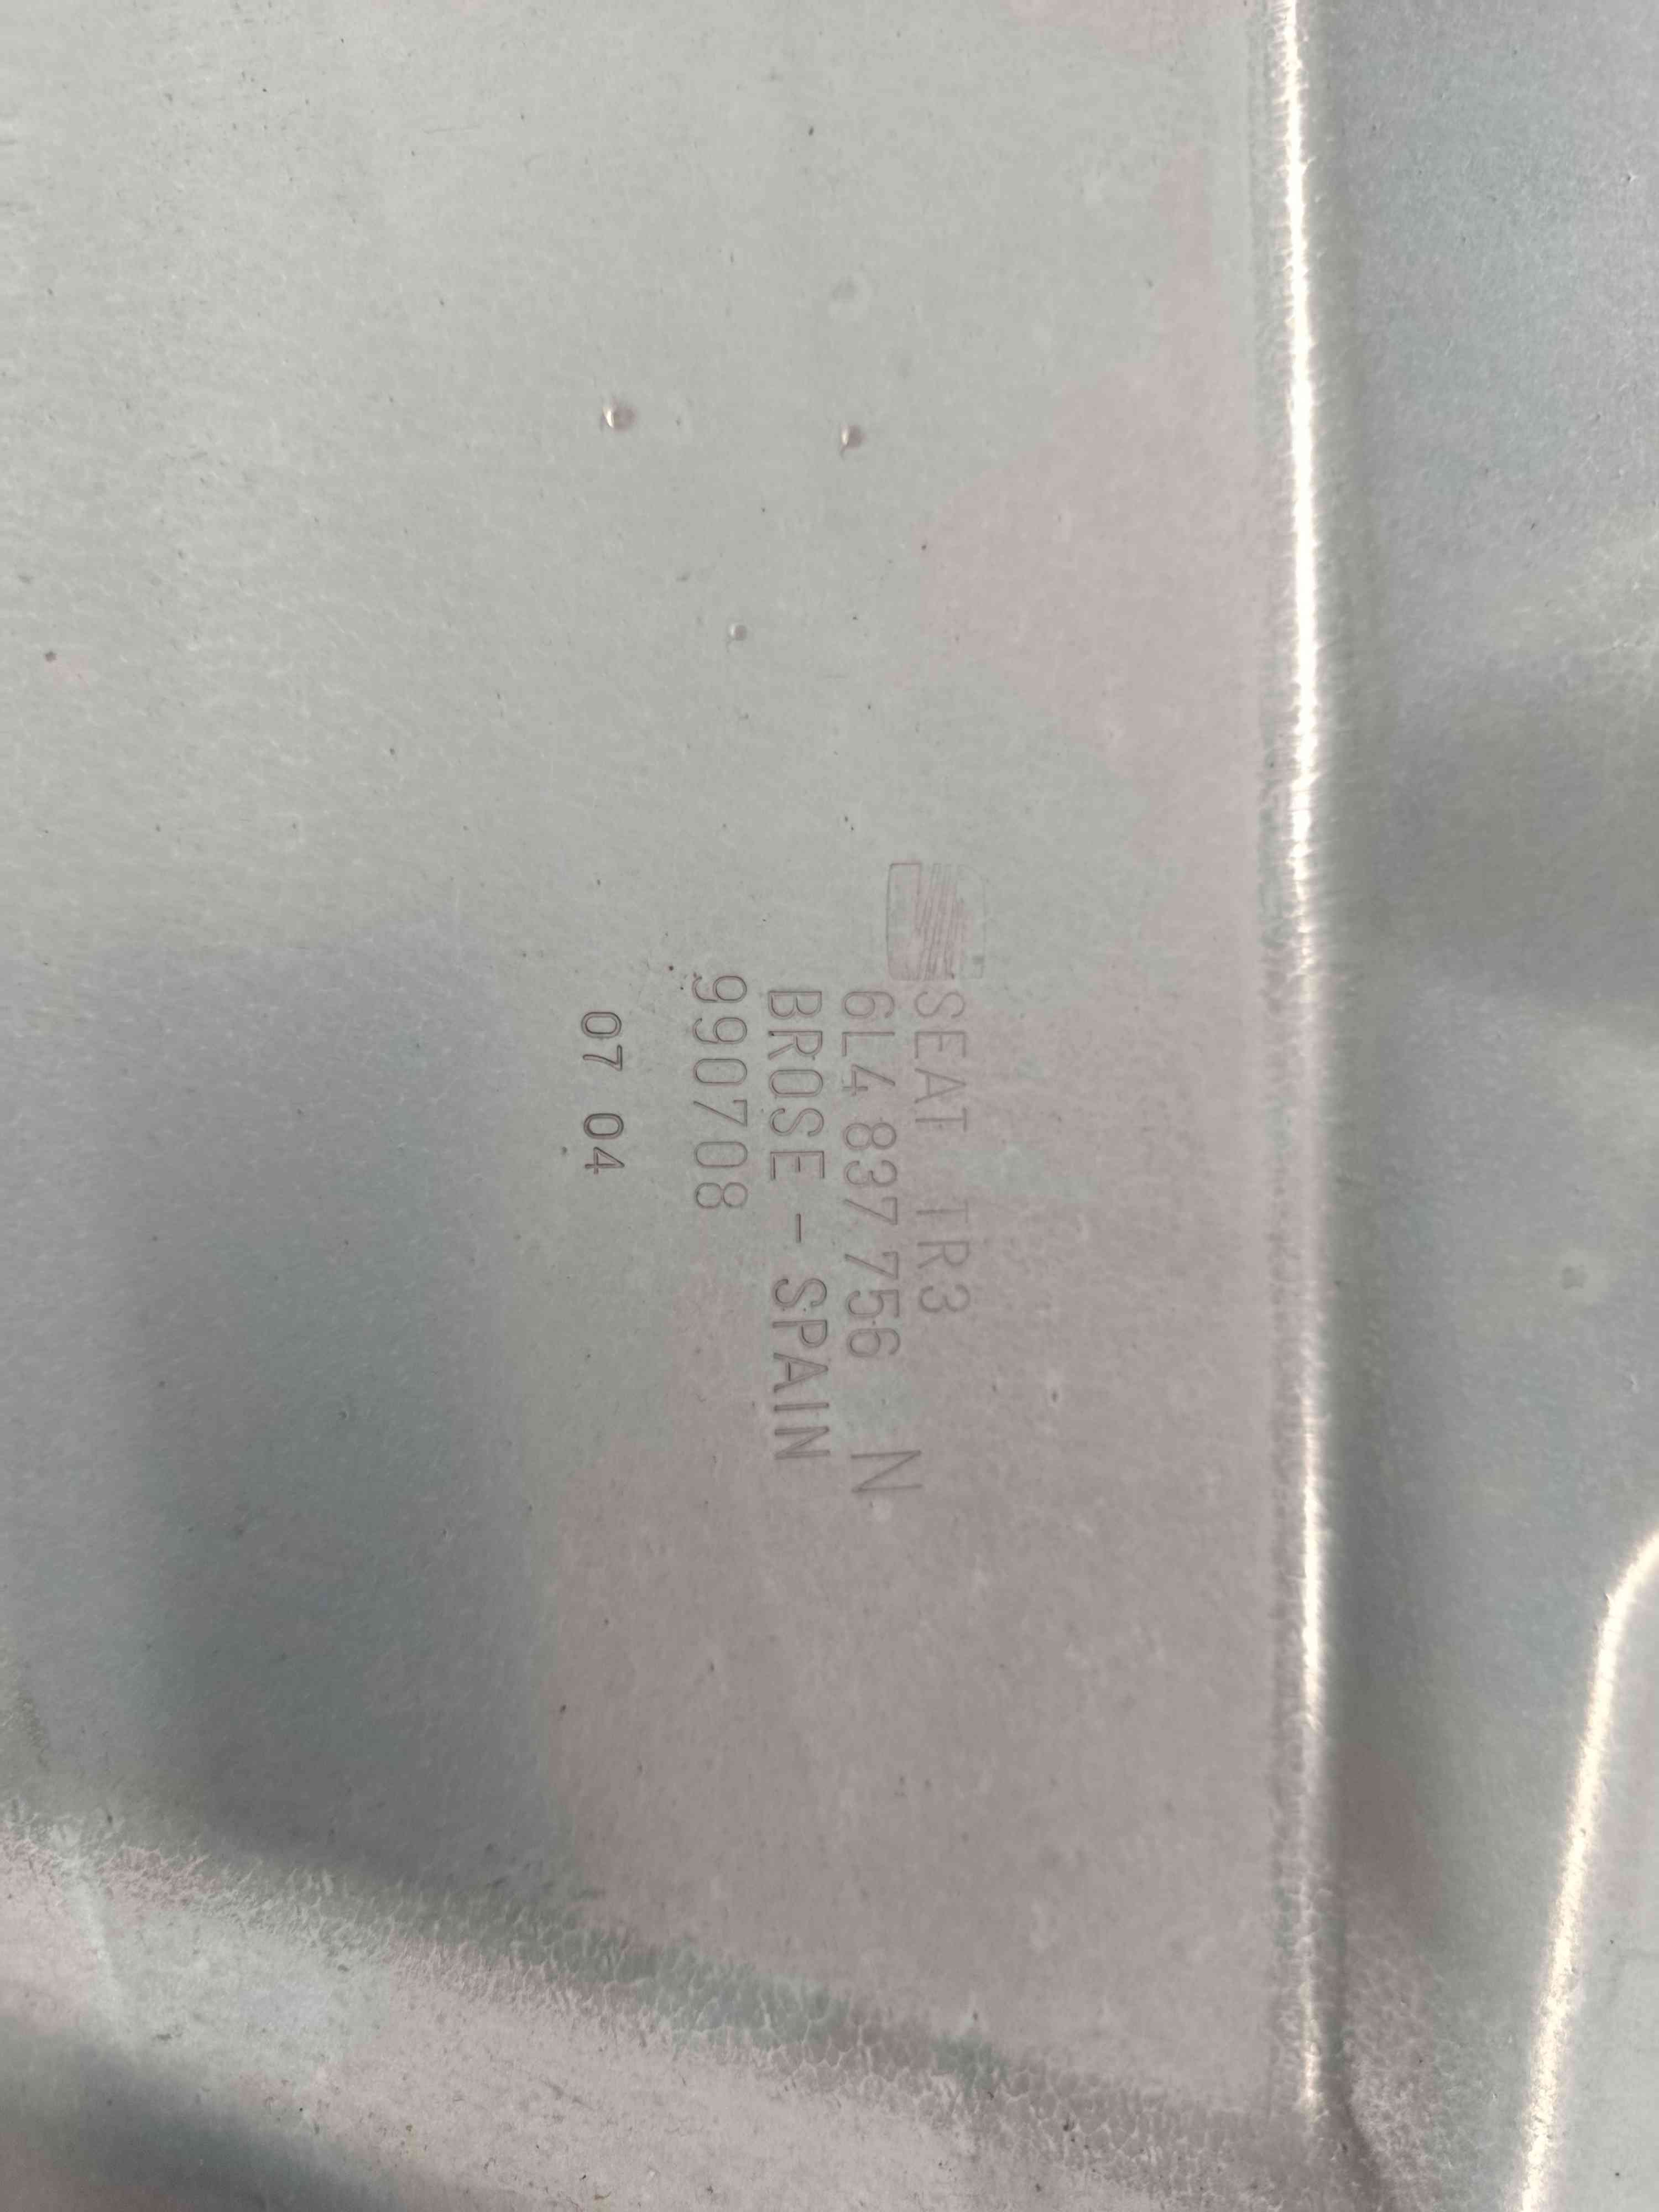 SEAT TR3
6L4 837 756 N
BROSE - SPAIN
990708
07 04